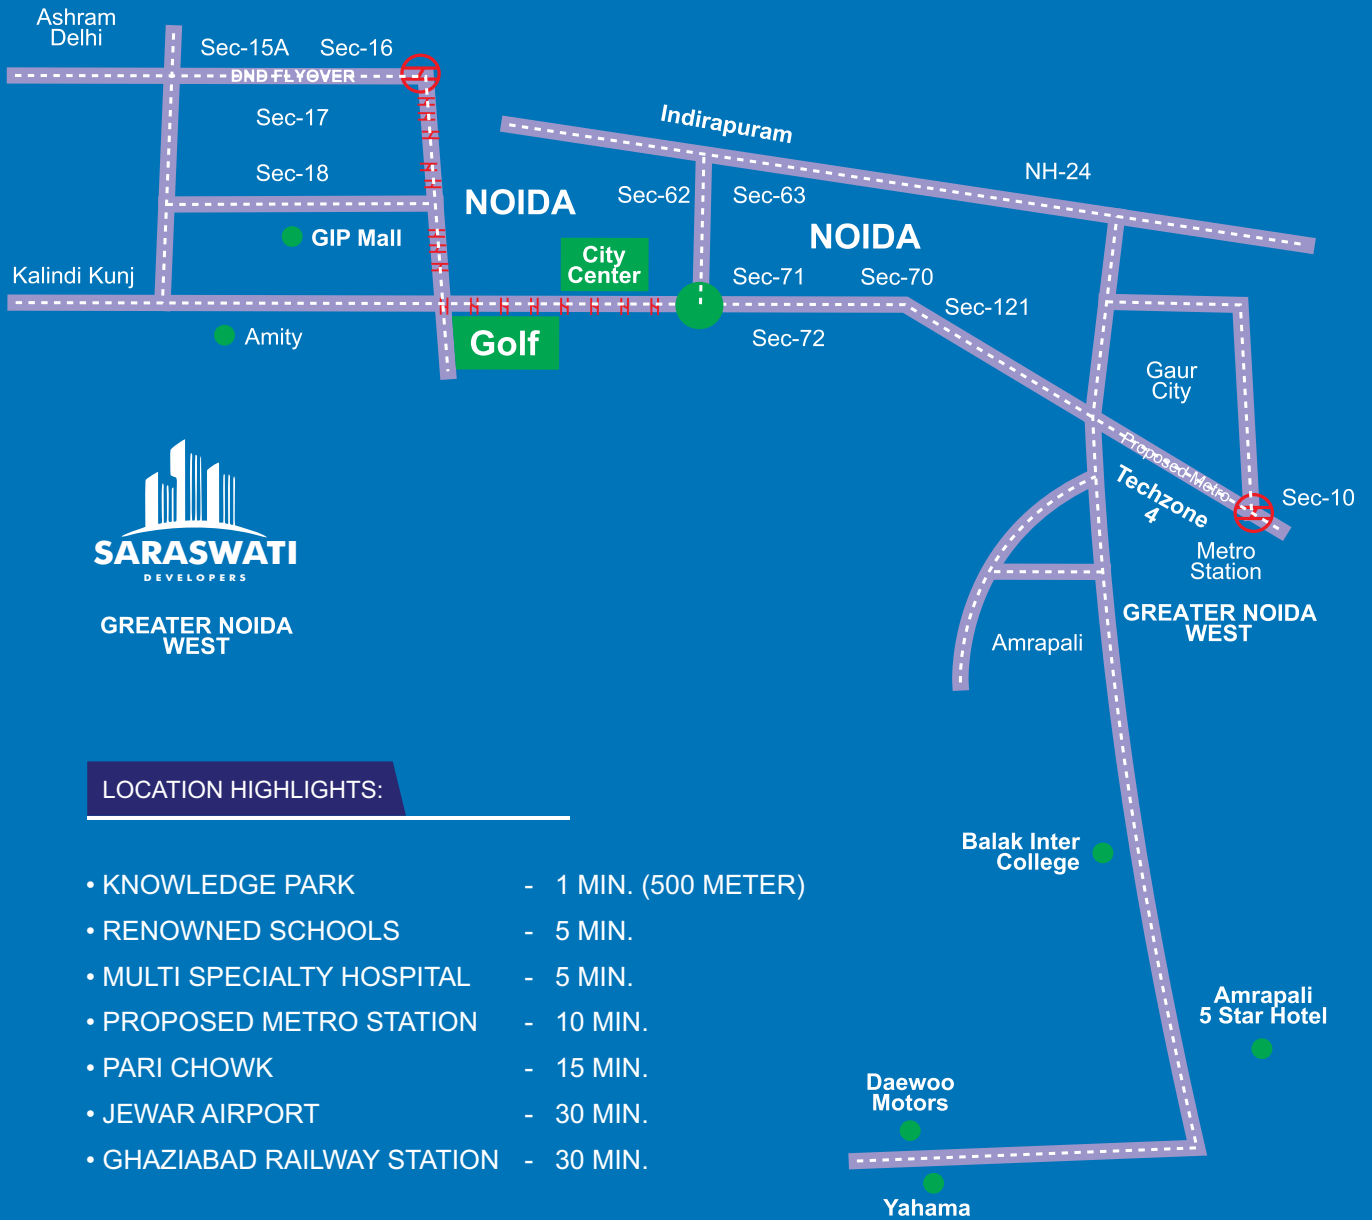 Ashram
Delhi
Sec-15A
Sec-16
DND FLYOVER
Sec-17
Sec-18
GIP Mall
Kalindi Kunj
Amity
NOIDA
City
Center
Golf
Indirapuram
Sec-62
Sec-63
NH-24
NOIDA
Sec-71
Sec-70
Sec-121
Sec-72
Gaur
City
Proposed Metro
Techzone
4
Sec-10
Metro
Station
GREATER NOIDA
WEST
Amrapali
SARASWATI
DEVELOPERS
GREATER NOIDA
WEST
LOCATION HIGHLIGHTS:
• KNOWLEDGE PARK - 1 MIN. (500 METER)
• RENOWNED SCHOOLS - 5 MIN.
• MULTI SPECIALTY HOSPITAL - 5 MIN.
• PROPOSED METRO STATION - 10 MIN.
• PARI CHOWK - 15 MIN.
• JEWAR AIRPORT - 30 MIN.
• GHAZIABAD RAILWAY STATION - 30 MIN.
Balak Inter
College
Amrapali
5 Star Hotel
Daewoo
Motors
Yahama